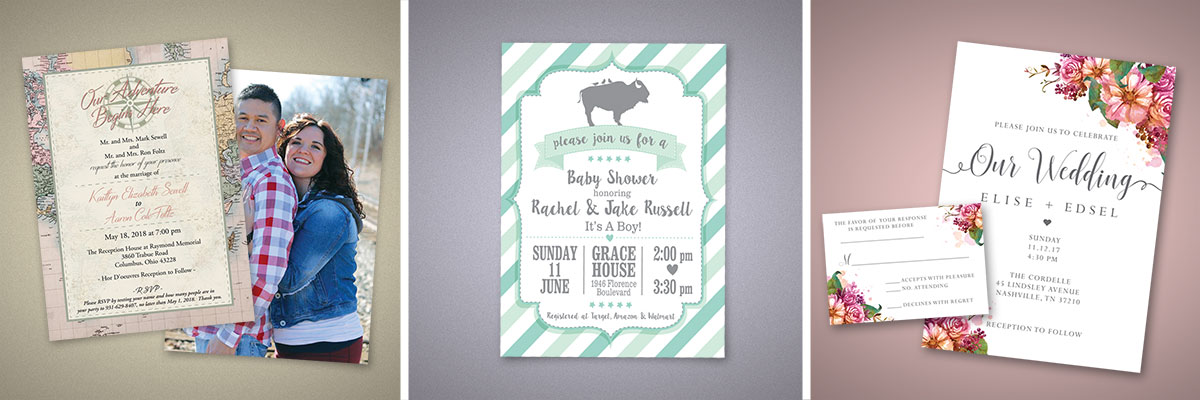 Our Adventure
Begins Here
Mr. and Mrs. Mark Sewell
and
Mr. and Mrs. Ron Foltz
request the honor of your presence
at the marriage of
Kaitlyn Elizabeth Sewell
to
Aaron Cole Foltz
May 18, 2018 at 7:00 pm
The Reception House at Raymond Memorial
3860 Trabue Road
Columbus, Ohio 43228
- Hor D'oeuvres Reception to Follow -
-RSVP-
Please RSVP by texting your name and how many people are in
your party to 931-629-8407, no later then May 1, 2018. Thank you.
please join us for a
Baby Shower
honoring
Rachel & Jake Russell
It's A Boy!
SUNDAY
11
JUNE
GRACE
HOUSE
1946 Florence
Boulevard
2:00 pm
3:30 pm
Registered at Target, Amazon & Walmart
PLEASE JOIN US TO CELEBRATE
Our Wedding
ELISE + EDSEL
SUNDAY
11.12.17
4:30 PM
THE CORDELLE
45 LINDSLEY AVENUE
NASHVILLE, TN 37210
RECEPTION TO FOLLOW
THE FAVOR OF YOUR RESPONSE
IS REQUESTED BEFORE
M
ACCEPTS WITH PLEASURE
NO. ATTENDING
DECLINES WITH REGRET